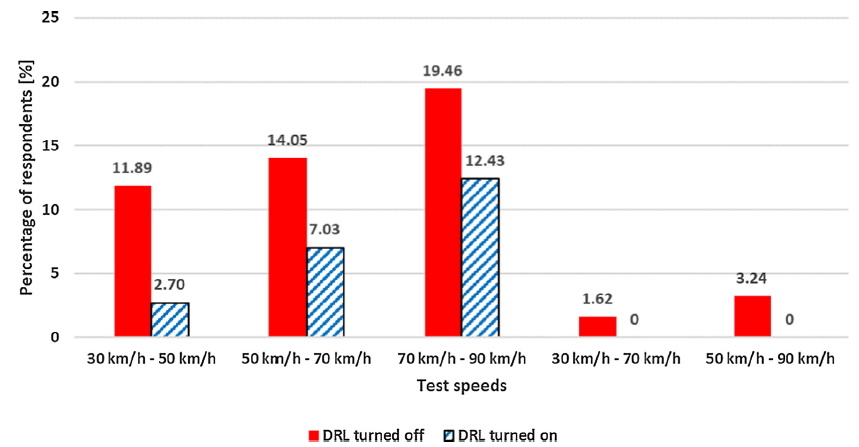 Percentage of respondents [%]
25
20
15
10
5
0
11.89
2.70
14.05
7.03
19.46
12.43
1.62
0
3.24
0
30 km/h - 50 km/h
50 km/h - 70 km/h
70 km/h - 90 km/h
30 km/h - 70 km/h
50 km/h - 90 km/h
Test speeds
DRL turned off
DRL turned on